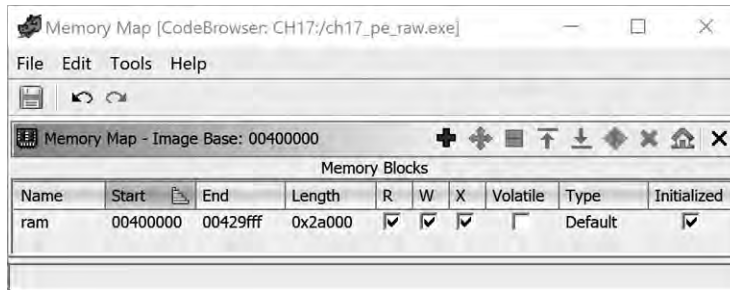 Memory Map [CodeBrowser: CH17:/ch17_pe_raw.exe]
File Edit Tools Help
Memory Map - Image Base: 00400000
Memory Blocks
Name Start End Length R W X Volatile Type Initialized
ram 00400000 00429fff 0x2a000 Default